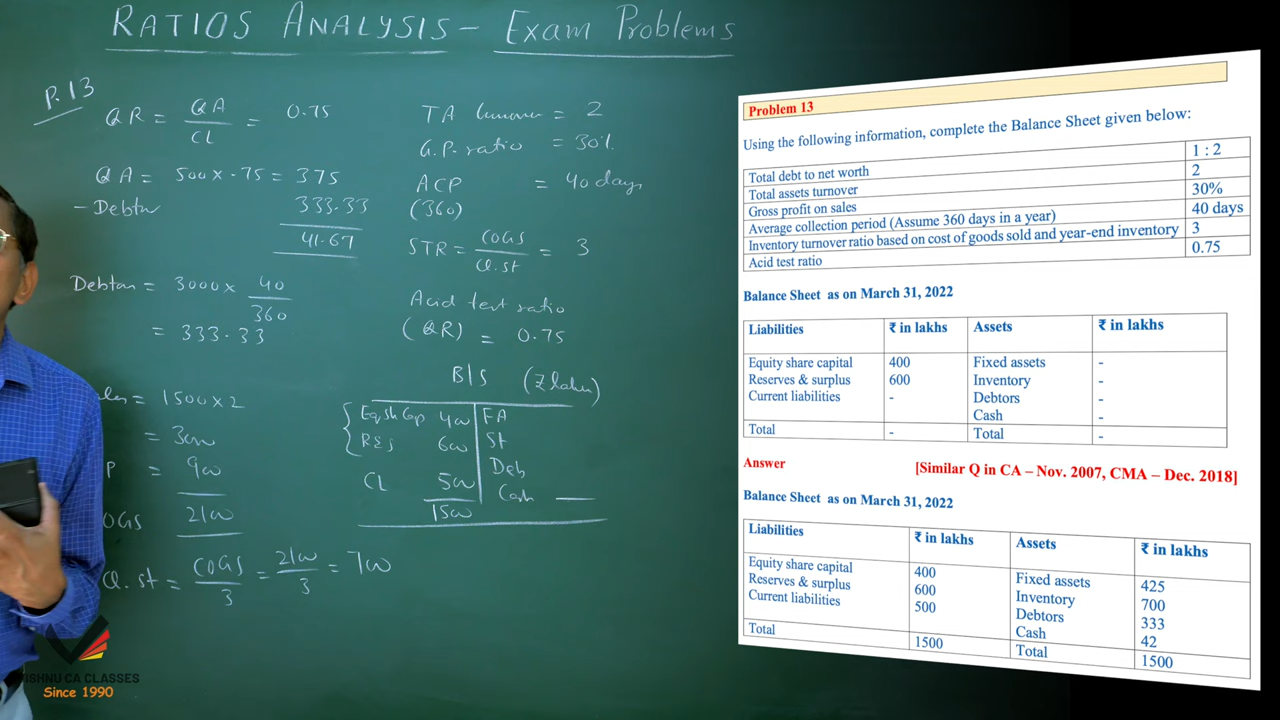 RATIOS ANALYSIS - Exam Problems
P.13
QR = QA / CL = 0.75
QA = 500 x .75 = 375
- Debtor 333.33
41.67
Debtors = 3000 x 40 / 360
= 333.33
= 1500 x 2
= 3000
P = 900
OGS 2100
Cl. st = COGS / 3 = 2100 / 3 = 700
TA turnover = 2
G.P. ratio = 30%
ACP = 40 days
(360)
STR = COGS / Cl. st = 3
Acid test ratio
(QR) = 0.75
B/S (₹ lakhs)
Eq sh Cap 400 FA
R&S 600 St
Deb
CL 500 Cash
1500
Problem 13
Using the following information, complete the Balance Sheet given below:
Total debt to net worth 1 : 2
Total assets turnover 2
Gross profit on sales 30%
Average collection period (Assume 360 days in a year) 40 days
Inventory turnover ratio based on cost of goods sold and year-end inventory 3
Acid test ratio 0.75
Balance Sheet as on March 31, 2022
Liabilities ₹ in lakhs Assets ₹ in lakhs
Equity share capital 400 Fixed assets -
Reserves & surplus 600 Inventory -
Current liabilities - Debtors -
Cash -
Total - Total -
Answer [Similar Q in CA – Nov. 2007, CMA – Dec. 2018]
Balance Sheet as on March 31, 2022
Liabilities ₹ in lakhs Assets ₹ in lakhs
Equity share capital 400 Fixed assets 425
Reserves & surplus 600 Inventory 700
Current liabilities 500 Debtors 333
Cash 42
Total 1500 Total 1500
ISHNU CA CLASSES
Since 1990